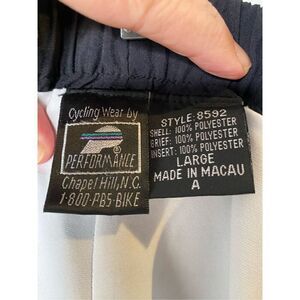 Cycling Wear by
PERFORMANCE
®
Chapel Hill, N.C.
1-800-PBS-BIKE
STYLE: 8592
SHELL: 100% POLYESTER
BRIEF: 100% POLYESTER
INSERT: 100% POLYESTER
LARGE
MADE IN MACAU
A